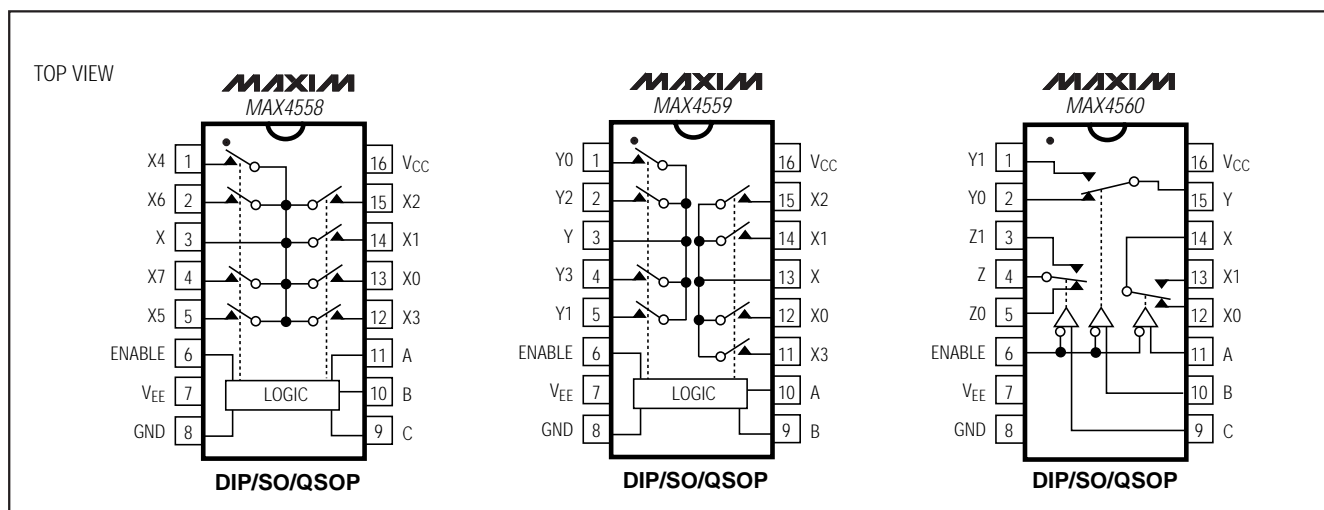 TOP VIEW
MAXIM
MAX4558
X4 1
X6 2
X 3
X7 4
X5 5
ENABLE 6
VEE 7
GND 8
16 VCC
15 X2
14 X1
13 X0
12 X3
11 A
10 B
9 C
LOGIC
DIP/SO/QSOP
MAXIM
MAX4559
Y0 1
Y2 2
Y 3
Y3 4
Y1 5
ENABLE 6
VEE 7
GND 8
16 VCC
15 X2
14 X1
13 X
12 X0
11 X3
10 A
9 B
LOGIC
DIP/SO/QSOP
MAXIM
MAX4560
Y1 1
Y0 2
Z1 3
Z 4
Z0 5
ENABLE 6
VEE 7
GND 8
16 VCC
15 Y
14 X
13 X1
12 X0
11 A
10 B
9 C
DIP/SO/QSOP